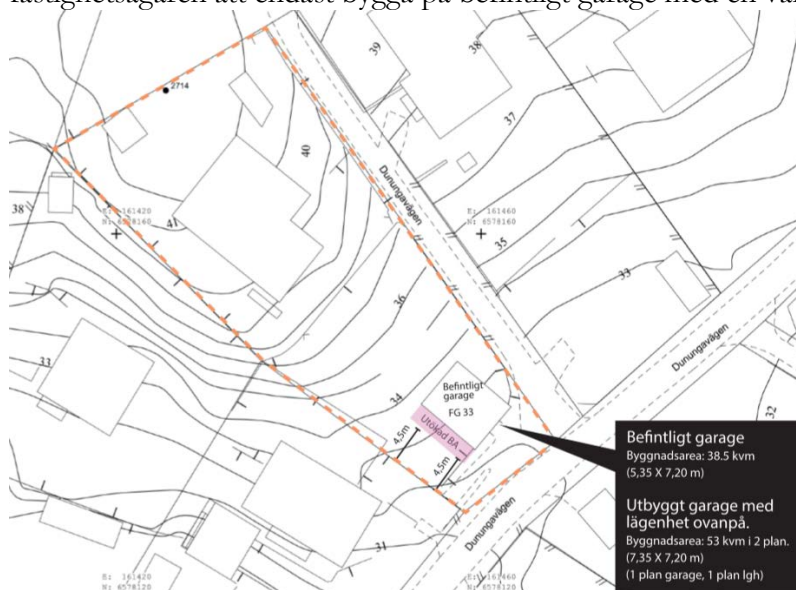 fastighetsägaren att endast bygga på befintligt garage med en vån
2714
39
38
37
40
Dunungavägen
38
E: 161420
N: 6578160
41
E: 161460
N: 6578160
35
36
33
Dunungavägen
33
34
Befintligt
garage
FG 33
Utökad BA
4,5m
4,5m
32
31
Dunungavägen
E: 161420
N: 6578120
Befintligt garage
Byggnadsarea: 38.5 kvm
(5,35 X 7,20 m)
Utbyggt garage med
lägenhet ovanpå.
Byggnadsarea: 53 kvm i 2 plan.
(7,35 X 7,20 m)
(1 plan garage, 1 plan lgh)